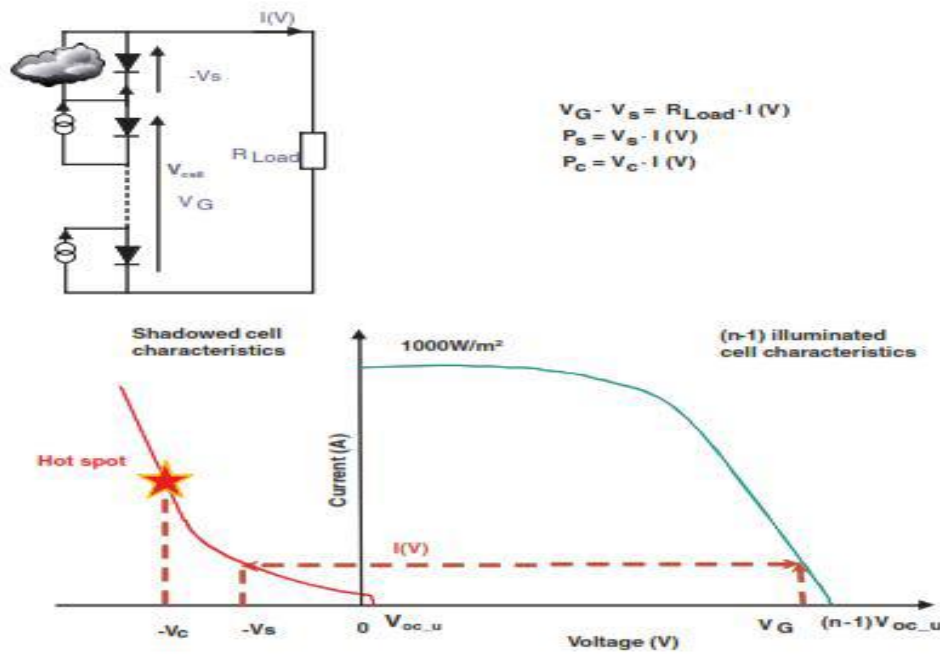 I(V)
-Vs
R Load
Vcell
VG
VG - Vs = RLoad · I (V)
Ps = Vs · I (V)
Pc = Vc · I (V)
Shadowed cell
characteristics
1000W/m²
(n-1) illuminated
cell characteristics
Hot spot
Current (A)
I(V)
-Vc
-Vs
0
Voc_u
Voltage (V)
VG
(n-1)Voc_u